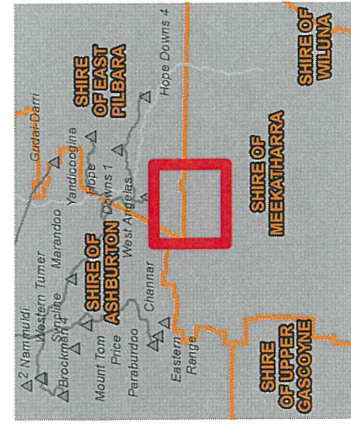 2 Nammuldi
Western Turner
Syncline
Brockman 4
Marandoo
Gudai-Darri
Yandicoogina
SHIRE
OF EAST
PILBARA
Hope
Downs 1
Hope Downs 4
SHIRE OF
ASHBURTON
West Angelas
Mount Tom
Price
Paraburdoo
Channar
Eastern
Range
SHIRE OF
MEEKATHARRA
SHIRE
OF UPPER
GASCOYNE
SHIRE OF
WILUNA